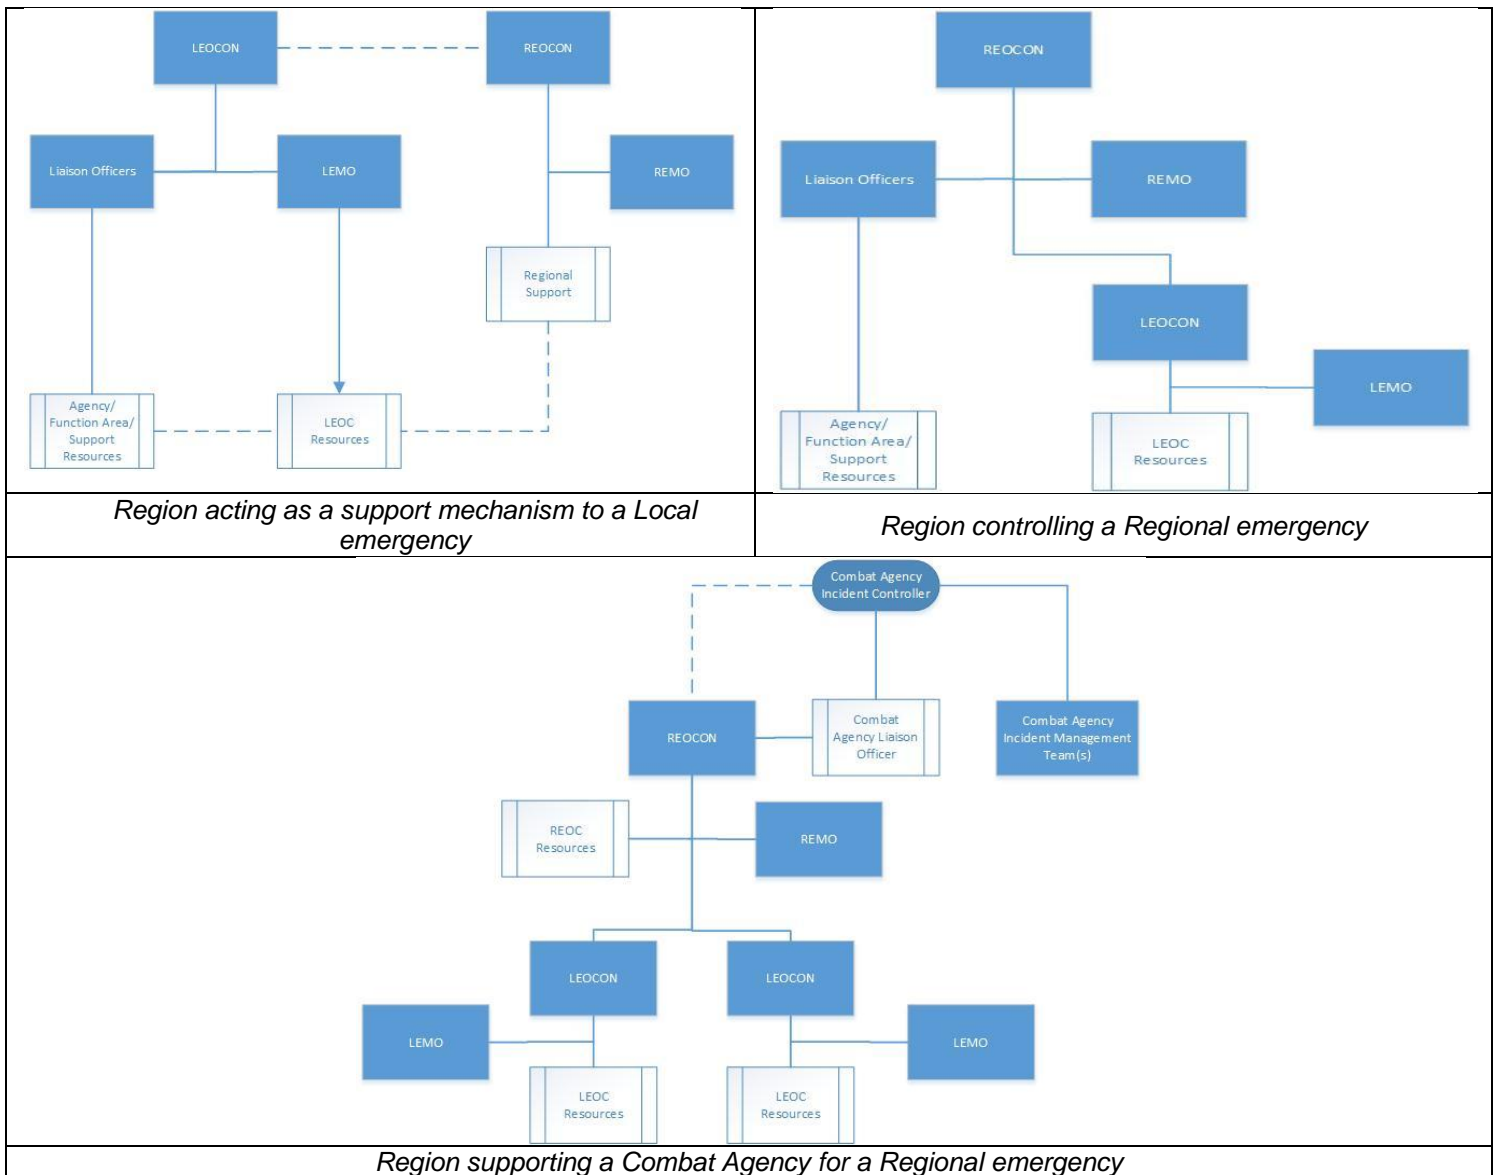 LEOCON
REOCON
Liaison Officers
LEMO
REMO
Regional
Support
Agency/
Function Area/
Support
Resources
LEOC
Resources
Region acting as a support mechanism to a Local
emergency
REOCON
Liaison Officers
REMO
LEOCON
LEMO
Agency/
Function Area/
Support
Resources
LEOC
Resources
Region controlling a Regional emergency
Combat Agency
Incident Controller
REOCON
Combat
Agency Liaison
Officer
Combat Agency
Incident Management
Team(s)
REOC
Resources
REMO
LEOCON
LEOCON
LEMO
LEMO
LEOC
Resources
LEOC
Resources
Region supporting a Combat Agency for a Regional emergency